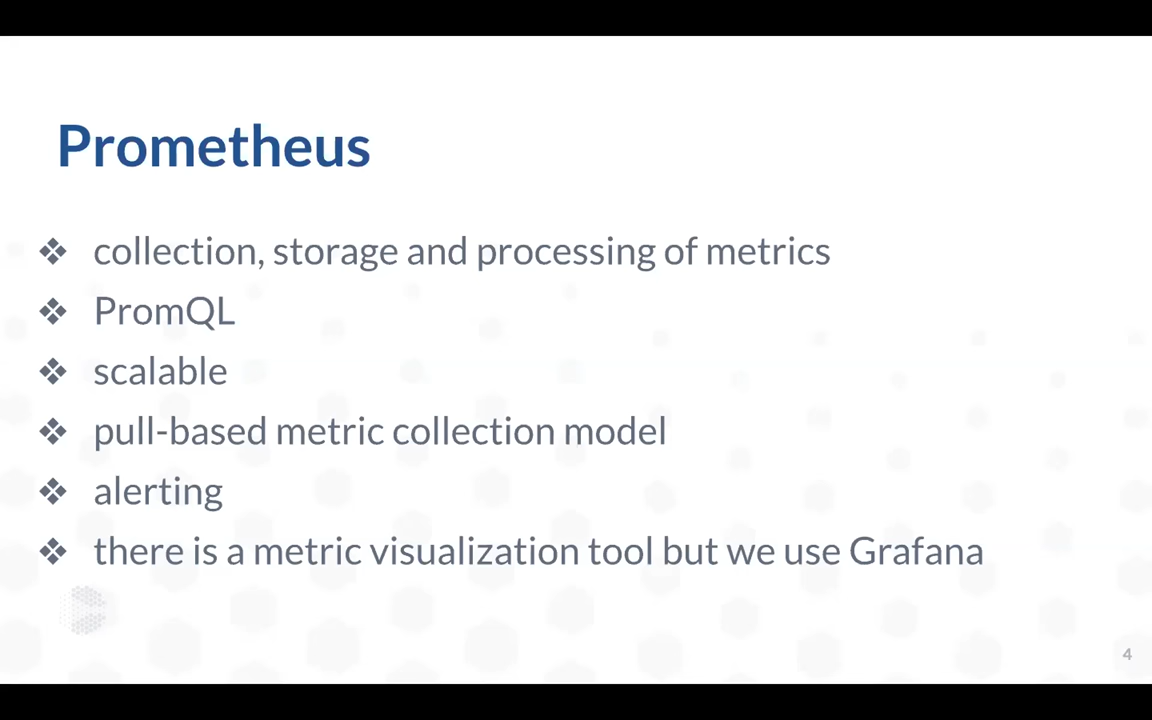 Prometheus
❖ collection, storage and processing of metrics
❖ PromQL
❖ scalable
❖ pull-based metric collection model
❖ alerting
❖ there is a metric visualization tool but we use Grafana
4